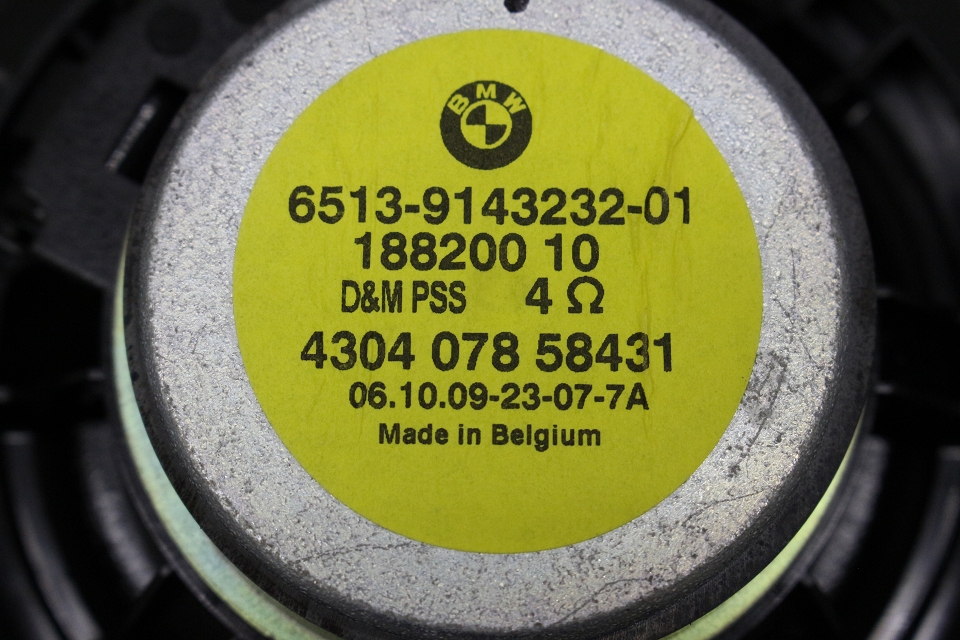 BMW
6513-9143232-01
188200 10
D&M PSS 4 Ω
4304 078 58431
06.10.09-23-07-7A
Made in Belgium